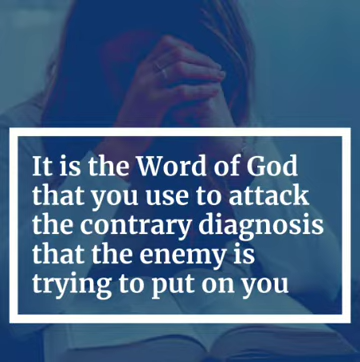 It is the Word of God
that you use to attack
the contrary diagnosis
that the enemy is
trying to put on you